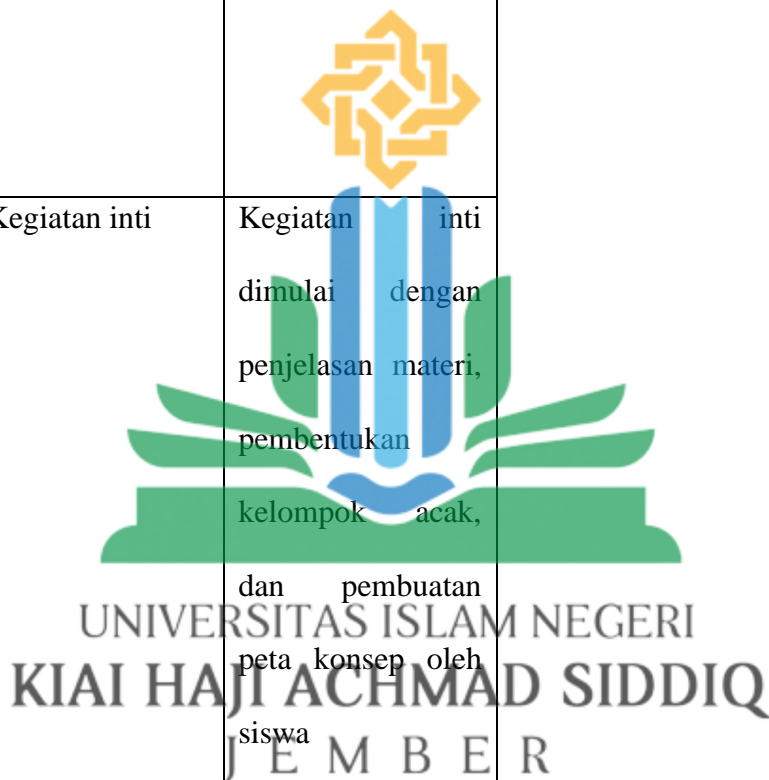 Kegiatan inti
Kegiatan inti
dimulai dengan
penjelasan materi,
pembentukan
kelompok acak,
dan pembuatan
peta konsep oleh
siswa
UNIVERSITAS ISLAM NEGERI
KIAI HAJI ACHMAD SIDDIQ
JEMBER